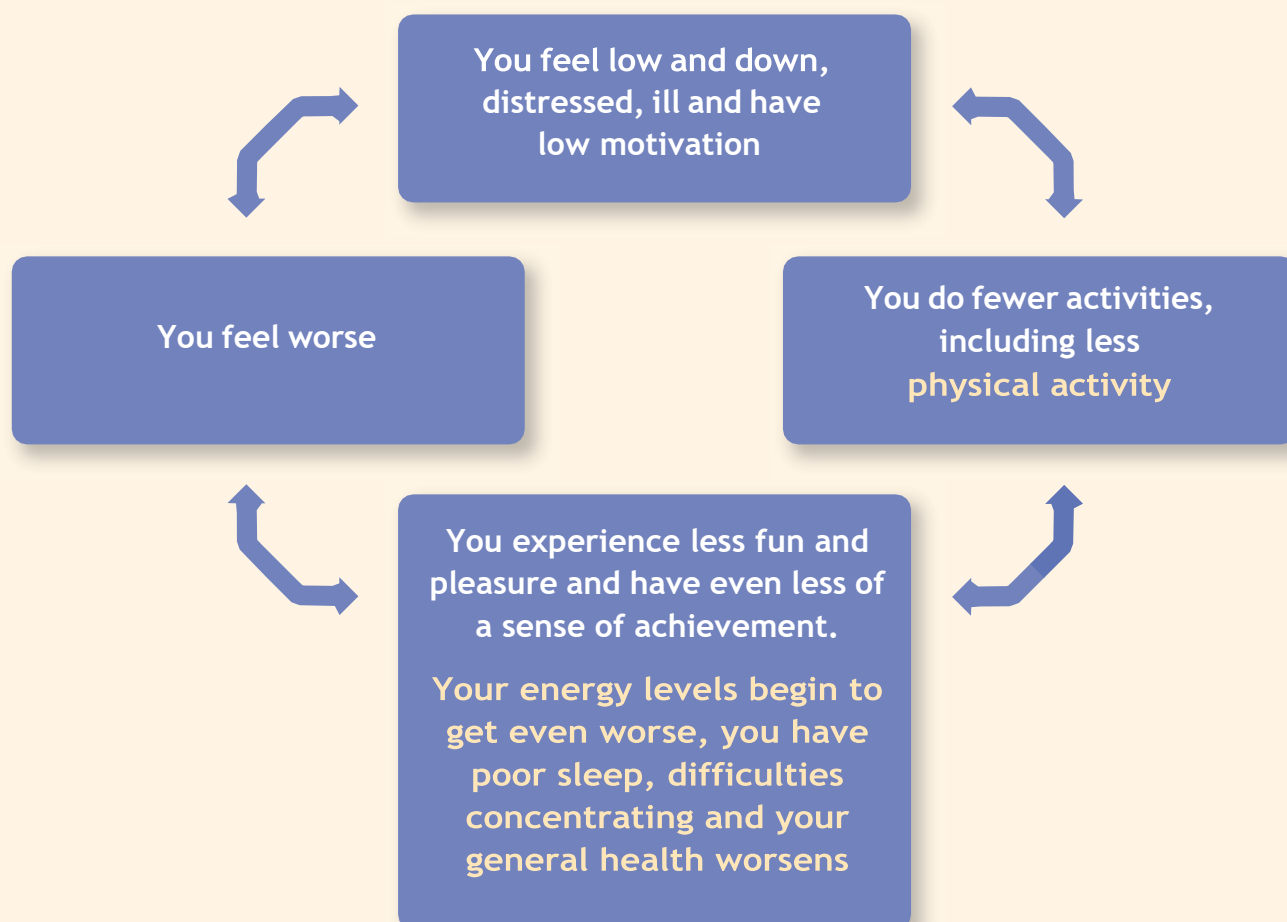 You feel low and down,
distressed, ill and have
low motivation
You feel worse
You do fewer activities,
including less
physical activity
You experience less fun and
pleasure and have even less of
a sense of achievement.
Your energy levels begin to
get even worse, you have
poor sleep, difficulties
concentrating and your
general health worsens